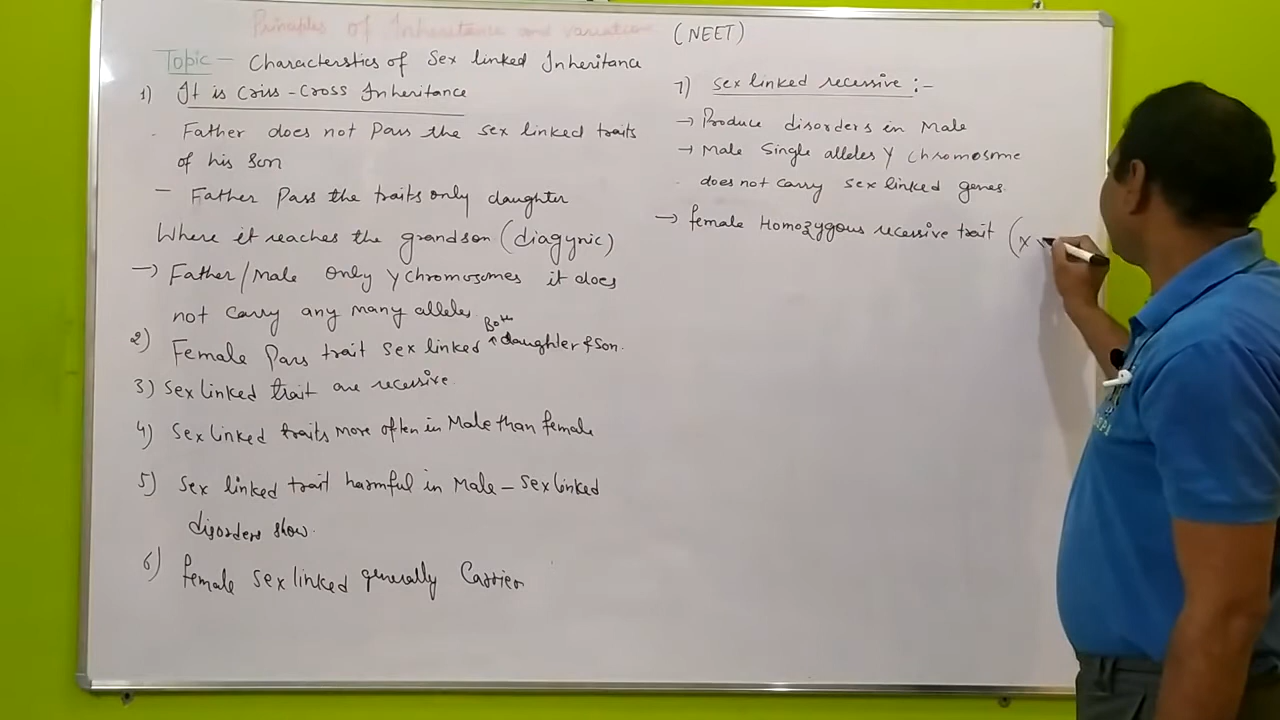 Principles of Inheritance and variation (NEET)
Topic - Characterstics of Sex linked Inheritance
1) It is Criss-Cross Inheritance
Father does not Pass the sex linked traits
of his Son
- Father Pass the traits only daughter
Where it reaches the grandson (diagynic)
→ Father/Male only Y chromosomes it does
not carry any many alleles
2) Female Pass trait sex linked Both daughter & Son.
3) Sex linked trait are recessive.
4) Sex linked traits more often in Male than female
5) Sex linked trait harmful in Male - Sex linked
disorders show.
6) female sex linked generally Carrier
7) Sex linked recessive :-
→ Produce disorders in Male
→ Male Single alleles Y chromosome
does not carry sex linked genes.
→ female Homozygous recessive trait (X